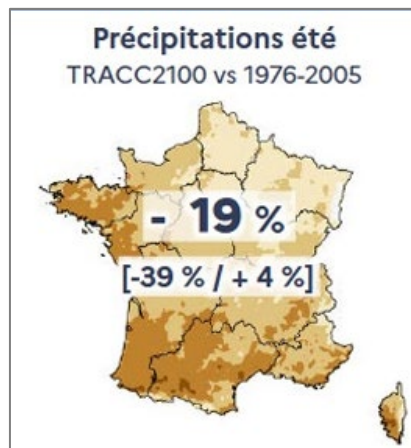 Précipitations été
TRACC2100 vs 1976-2005
- 19 %
[-39 % / + 4 %]